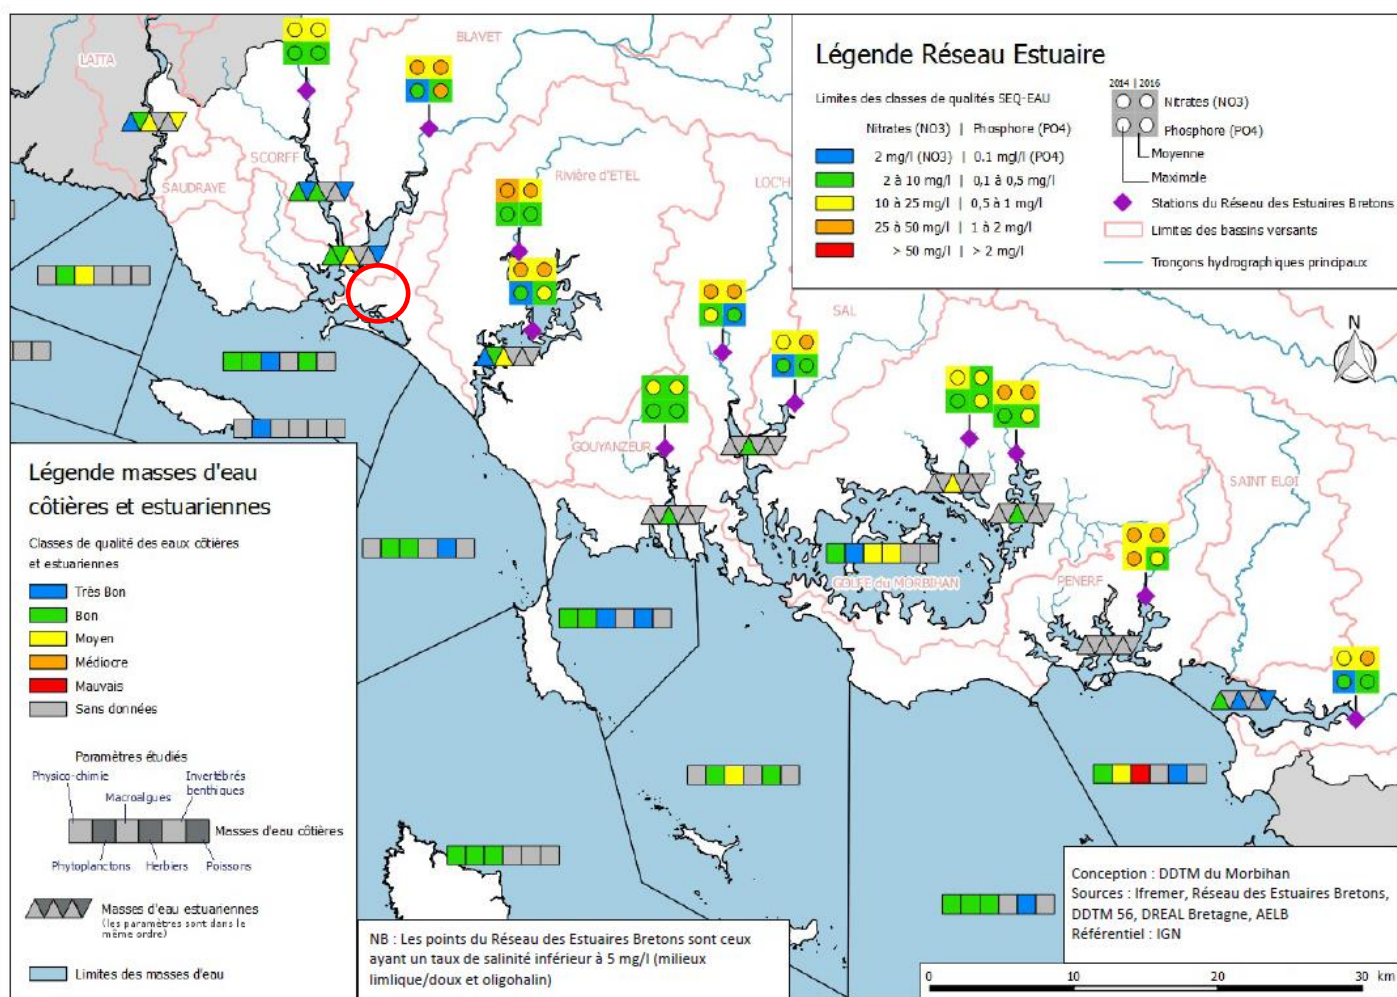 LAITA
BLAVET
SCORFF
SAUDRAYE
Rivière d'ETEL
LOC'H
SAL
GOUYANZEUR
GOLFE du MORBIHAN
PENERF
SAINT ELOI
N
Légende Réseau Estuaire
Limites des classes de qualités SEQ-EAU
Nitrates (NO3) | Phosphore (PO4)
2 mg/l (NO3) | 0.1 mgl/l (PO4)
2 à 10 mg/l | 0,1 à 0,5 mg/l
10 à 25 mg/l | 0,5 à 1 mg/l
25 à 50 mg/l | 1 à 2 mg/l
> 50 mg/l | > 2 mg/l
2014 | 2016
Nitrates (NO3)
Phosphore (PO4)
Moyenne
Maximale
Stations du Réseau des Estuaires Bretons
Limites des bassins versants
Tronçons hydrographiques principaux
Légende masses d'eau
côtières et estuariennes
Classes de qualité des eaux côtières
et estuariennes
Très Bon
Bon
Moyen
Médiocre
Mauvais
Sans données
Paramètres étudiés
Physico-chimie
Macroalgues
Invertébrés
benthiques
Masses d'eau côtières
Phytoplanctons
Herbiers
Poissons
Masses d'eau estuariennes
(les paramètres sont dans le
même ordre)
Limites des masses d'eau
NB : Les points du Réseau des Estuaires Bretons sont ceux
ayant un taux de salinité inférieur à 5 mg/l (milieux
limlique/doux et oligohalin)
Conception : DDTM du Morbihan
Sources : Ifremer, Réseau des Estuaires Bretons,
DDTM 56, DREAL Bretagne, AELB
Référentiel : IGN
0 10 20 30 km